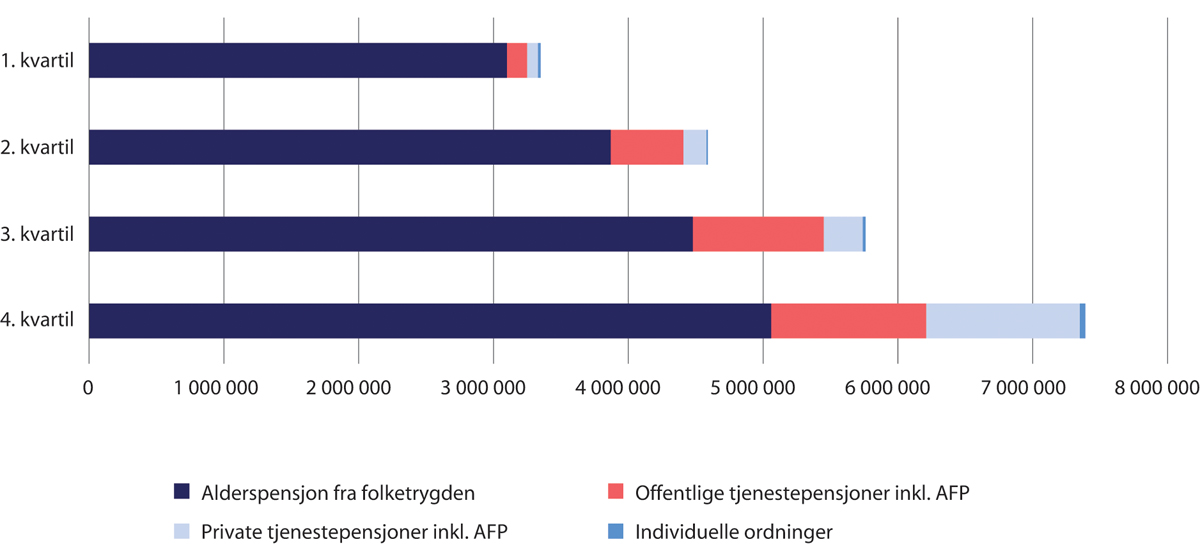 1. kvartil
2. kvartil
3. kvartil
4. kvartil
0 1 000 000 2 000 000 3 000 000 4 000 000 5 000 000 6 000 000 7 000 000 8 000 000
Alderspensjon fra folketrygden Offentlige tjenestepensjoner inkl. AFP
Private tjenestepensjoner inkl. AFP Individuelle ordninger